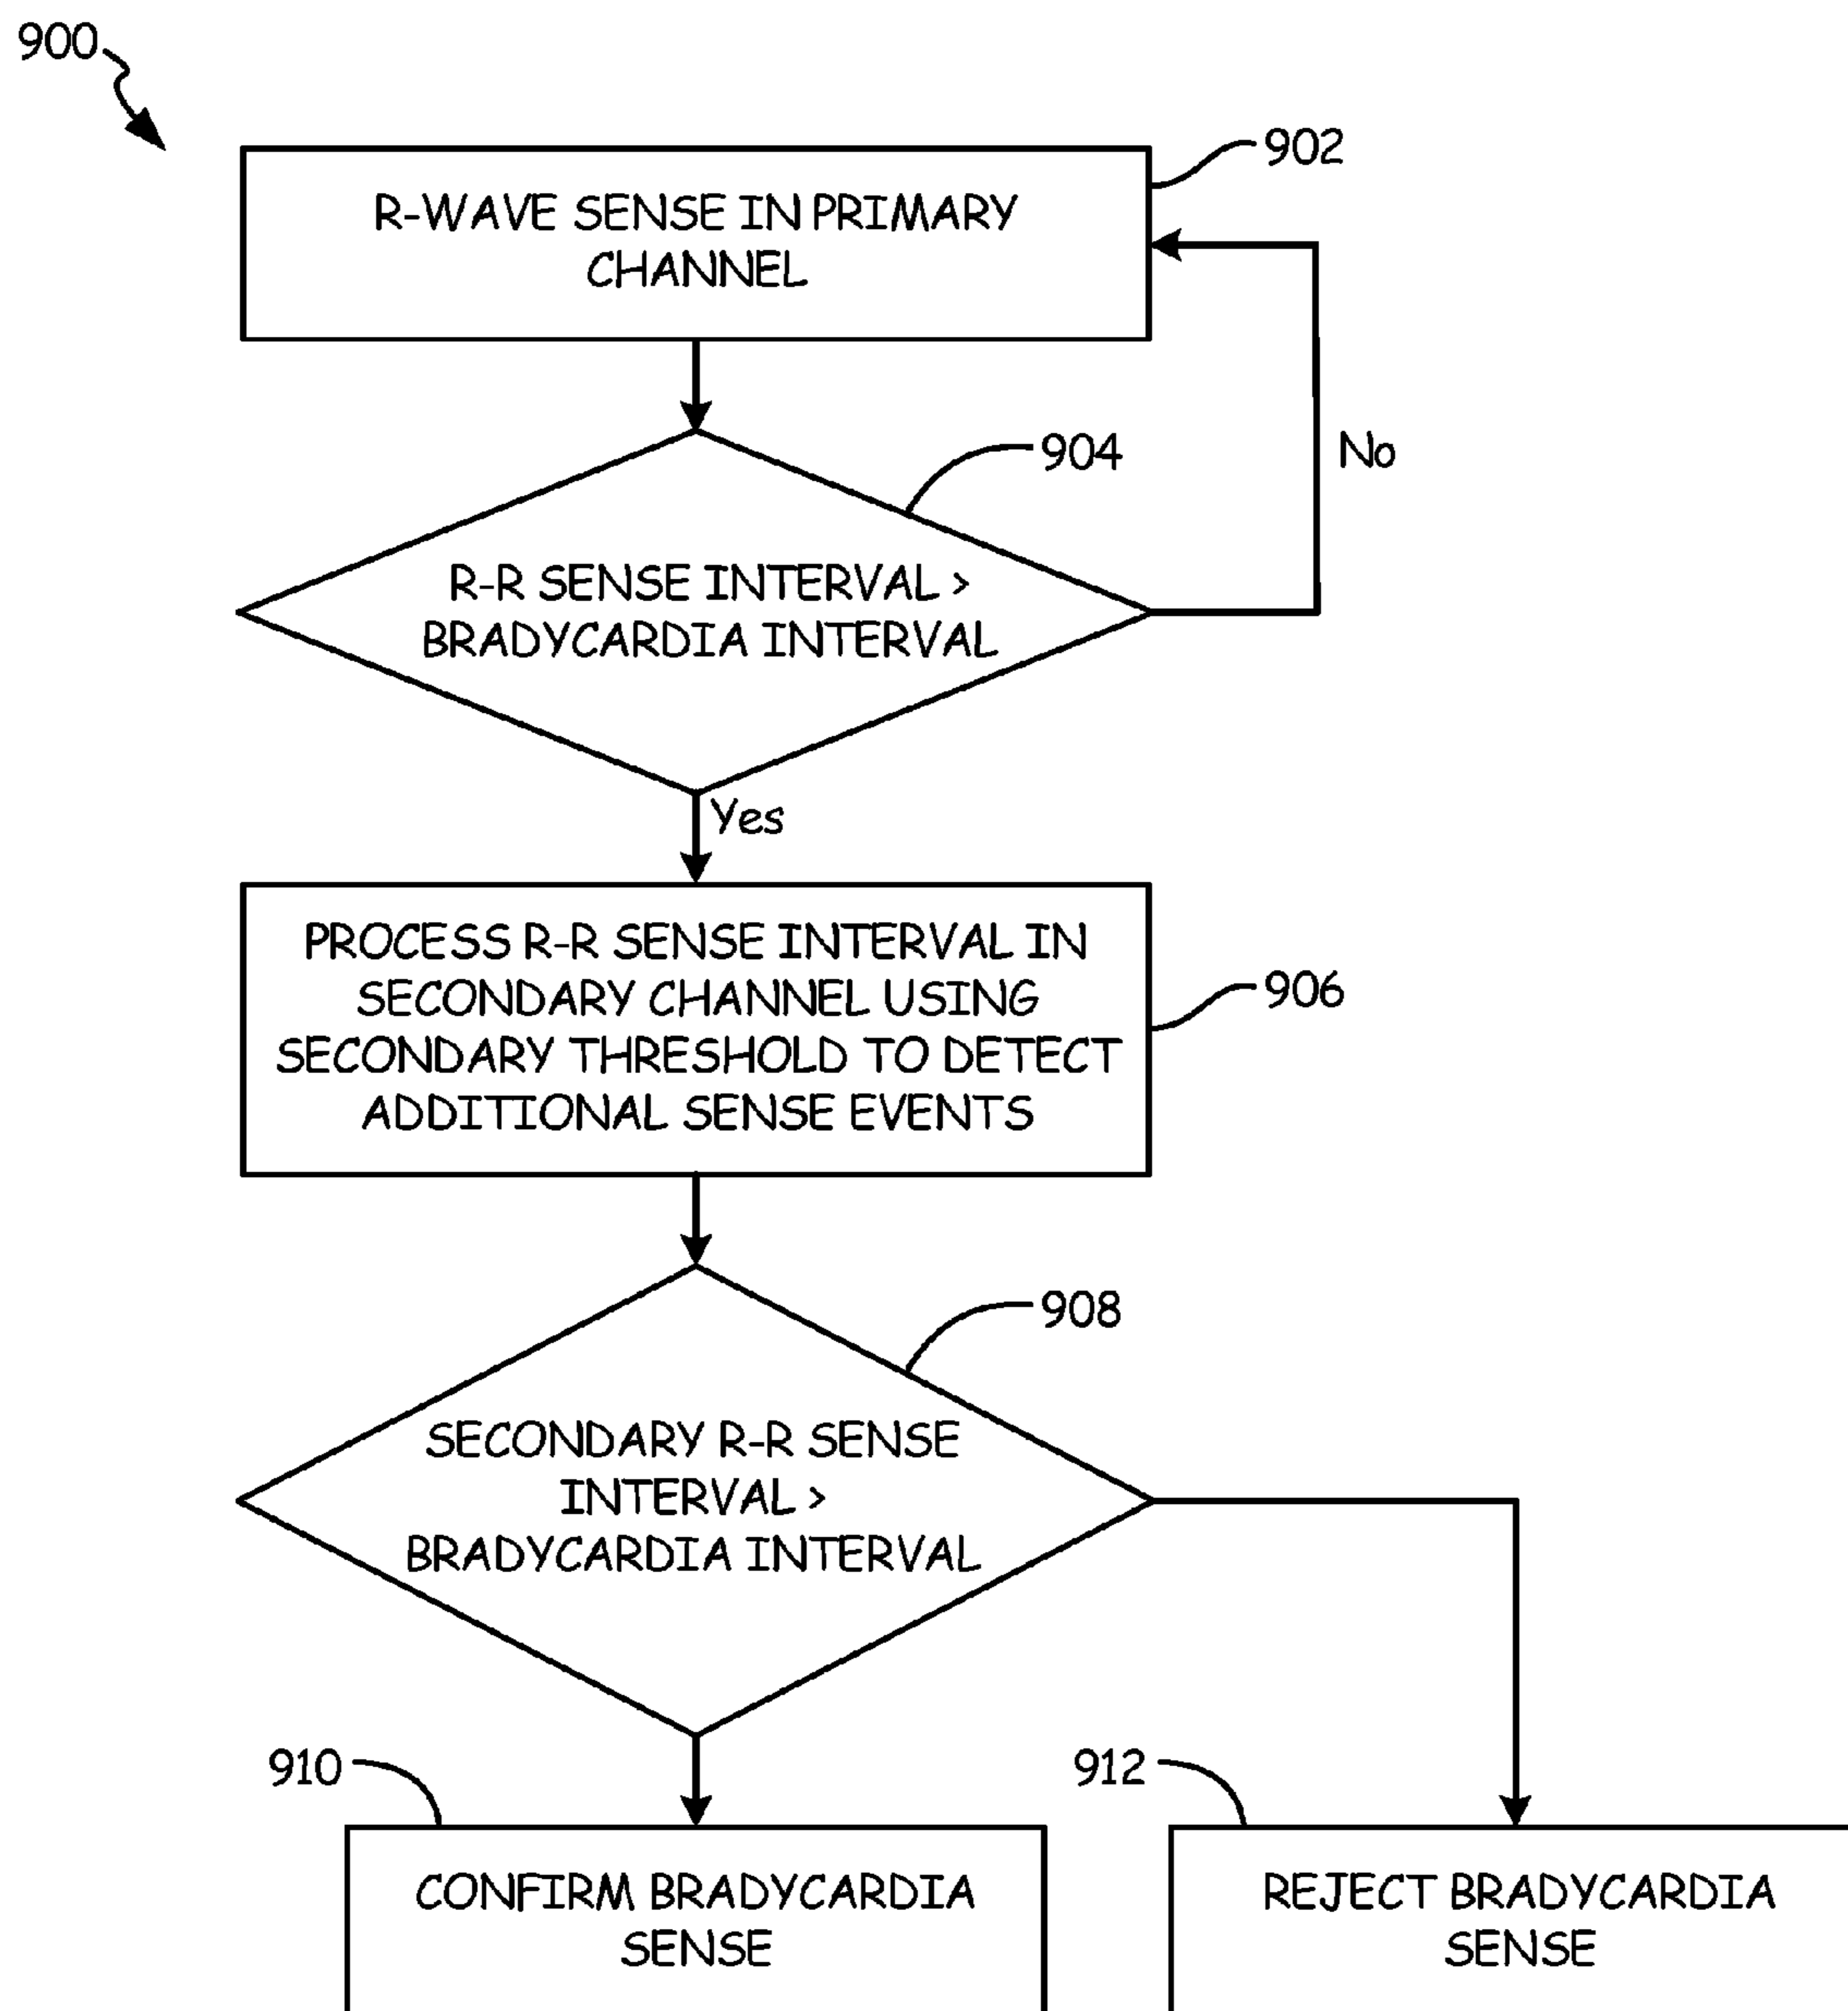 900
902
R-WAVE SENSE IN PRIMARY
CHANNEL
904
No
R-R SENSE INTERVAL >
BRADYCARDIA INTERVAL
Yes
PROCESS R-R SENSE INTERVAL IN
SECONDARY CHANNEL USING
SECONDARY THRESHOLD TO DETECT
ADDITIONAL SENSE EVENTS
906
908
SECONDARY R-R SENSE
INTERVAL >
BRADYCARDIA INTERVAL
910
912
CONFIRM BRADYCARDIA
SENSE
REJECT BRADYCARDIA
SENSE